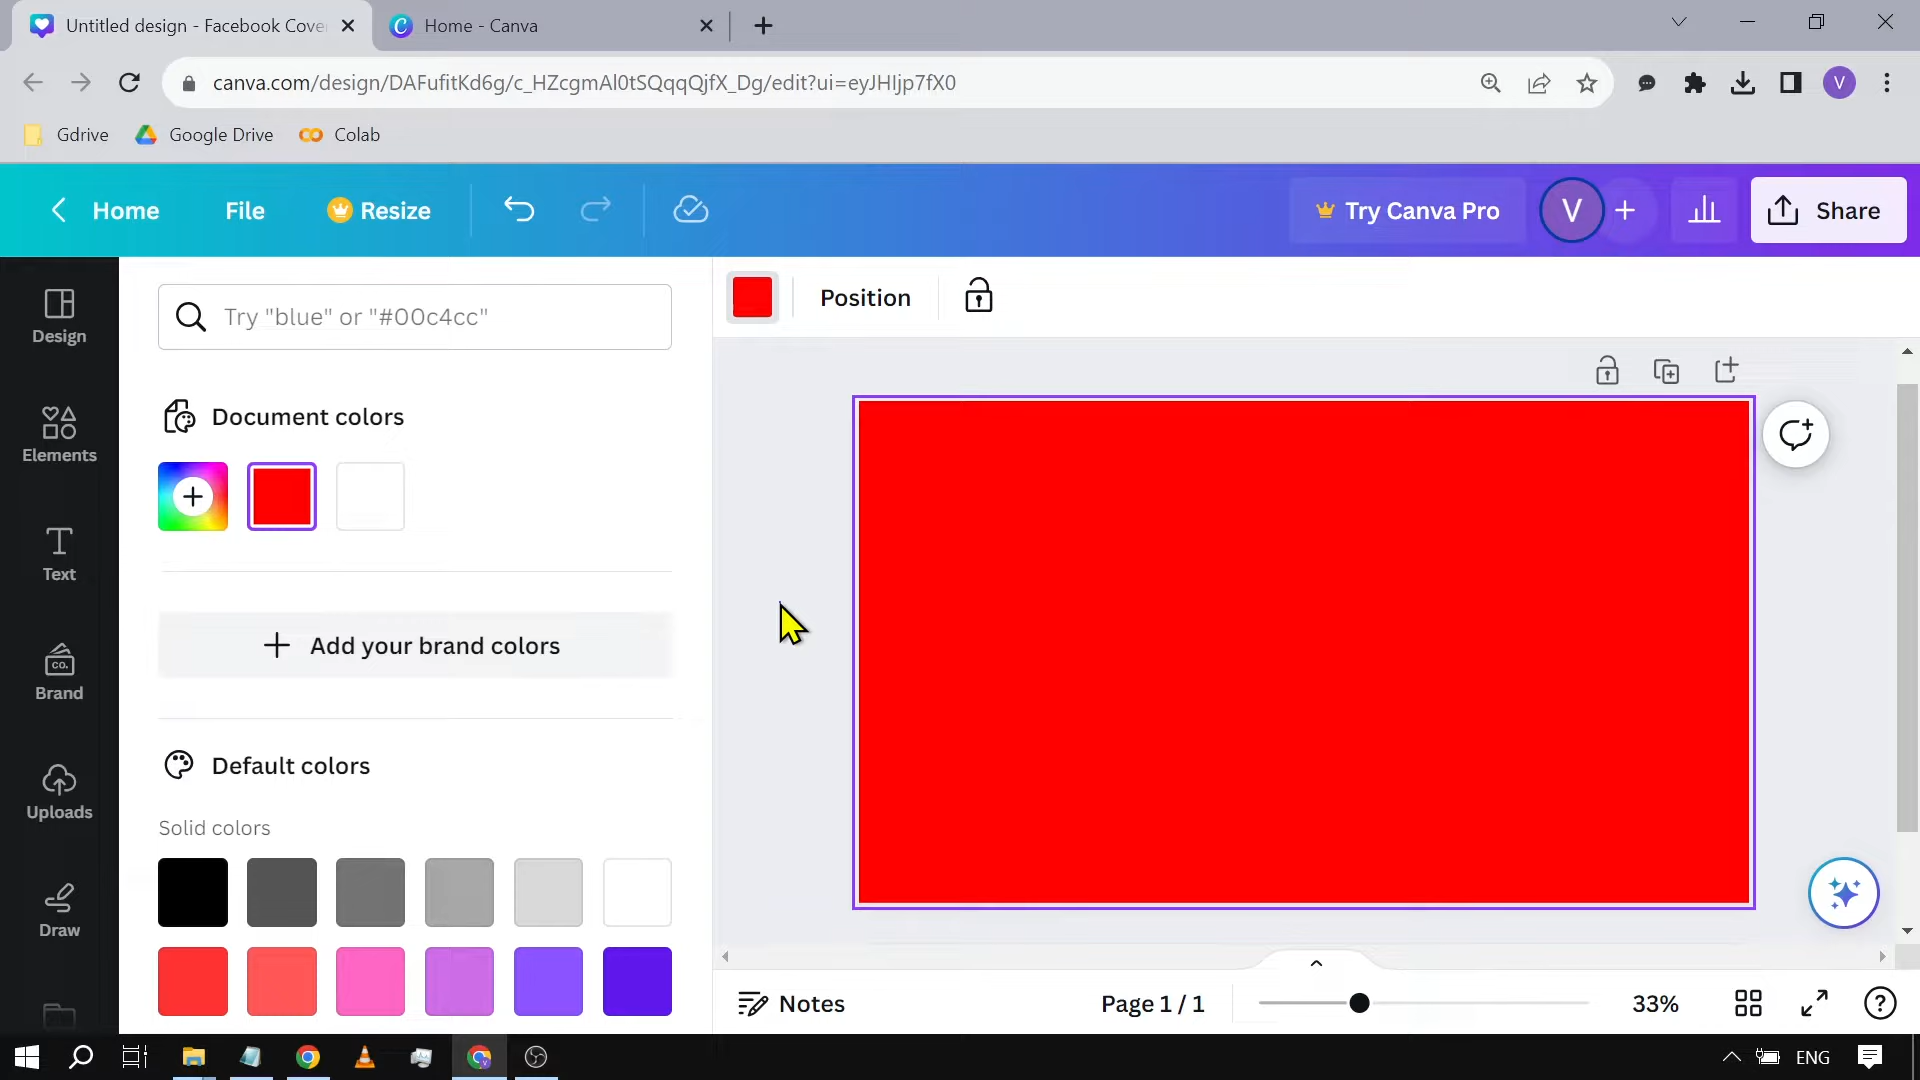 Untitled design - Facebook Cove
Home - Canva
canva.com/design/DAFufitKd6g/c_HZcgmAl0tSQqqQjfX_Dg/edit?ui=eyJHIjp7fX0
V
Gdrive
Google Drive
Colab
Home
File
Resize
Try Canva Pro
V
Share
Design
Elements
Text
CO.
Brand
Uploads
Draw
Try "blue" or "#00c4cc"
Document colors
Add your brand colors
Default colors
Solid colors
Position
Notes
Page 1 / 1
33%
ENG